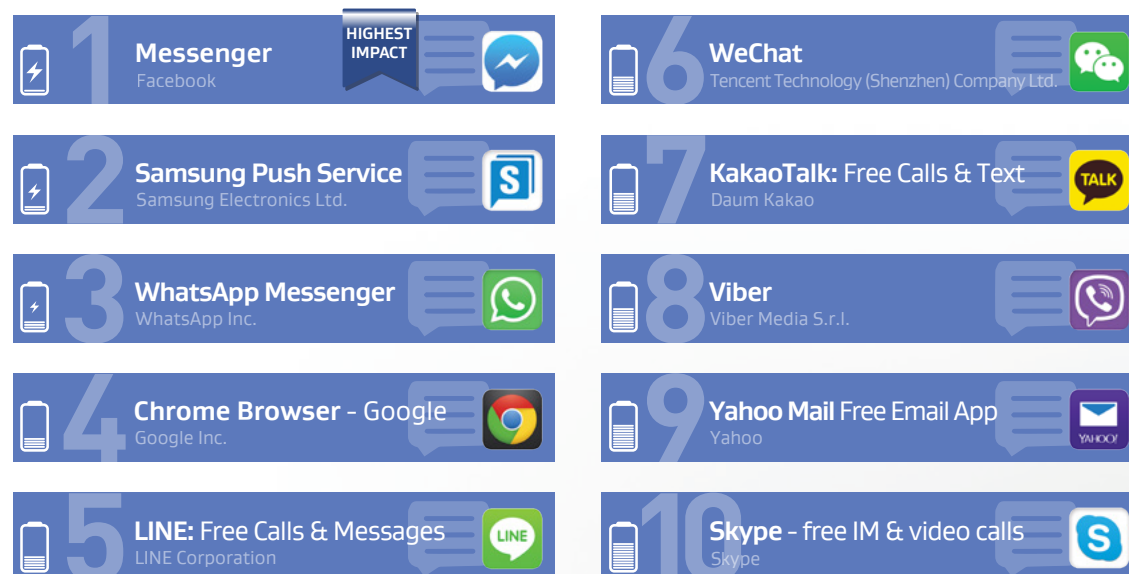 1
Messenger
Facebook
HIGHEST
IMPACT
2
Samsung Push Service
Samsung Electronics Ltd.
S
3
WhatsApp Messenger
WhatsApp Inc.
4
Chrome Browser - Google
Google Inc.
5
LINE: Free Calls & Messages
LINE Corporation
LINE
6
WeChat
Tencent Technology (Shenzhen) Company Ltd.
7
KakaoTalk: Free Calls & Text
Daum Kakao
TALK
8
Viber
Viber Media S.r.l.
9
Yahoo Mail Free Email App
Yahoo
YAHOO!
10
Skype - free IM & video calls
Skype
S